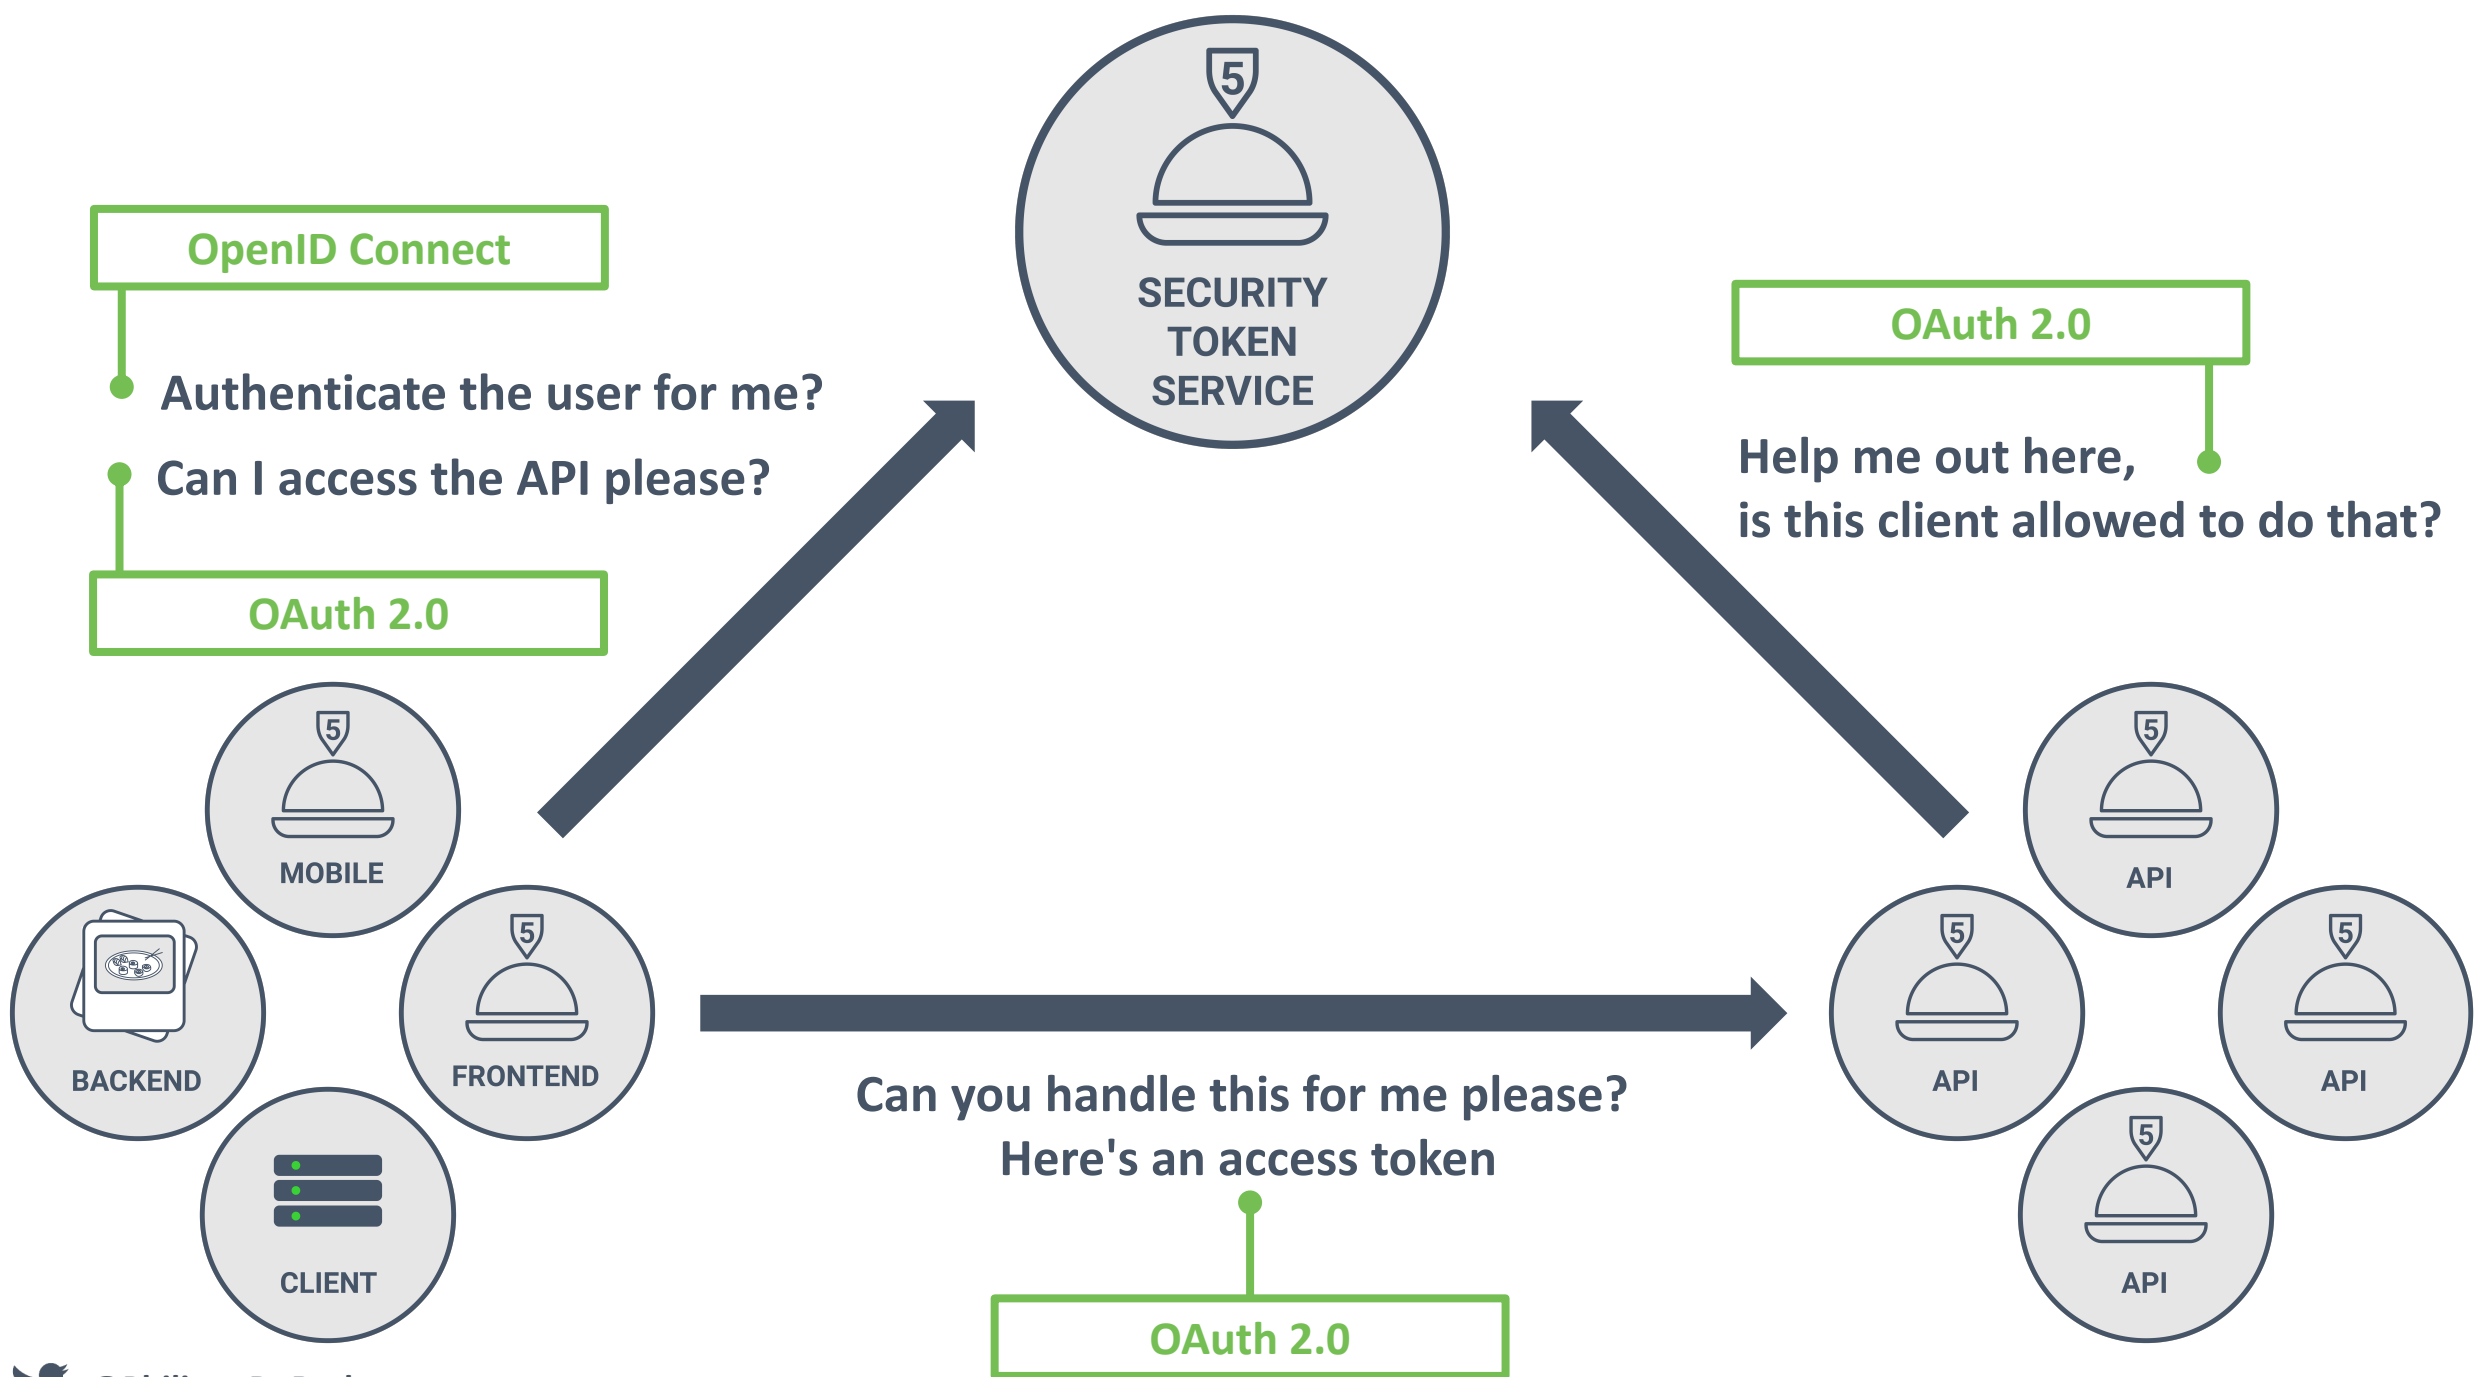 5
SECURITY
TOKEN
SERVICE
OpenID Connect
Authenticate the user for me?
Can I access the API please?
OAuth 2.0
OAuth 2.0
Help me out here,
is this client allowed to do that?
5
MOBILE
BACKEND
5
FRONTEND
CLIENT
Can you handle this for me please?
Here's an access token
OAuth 2.0
5
API
5
API
5
API
5
API